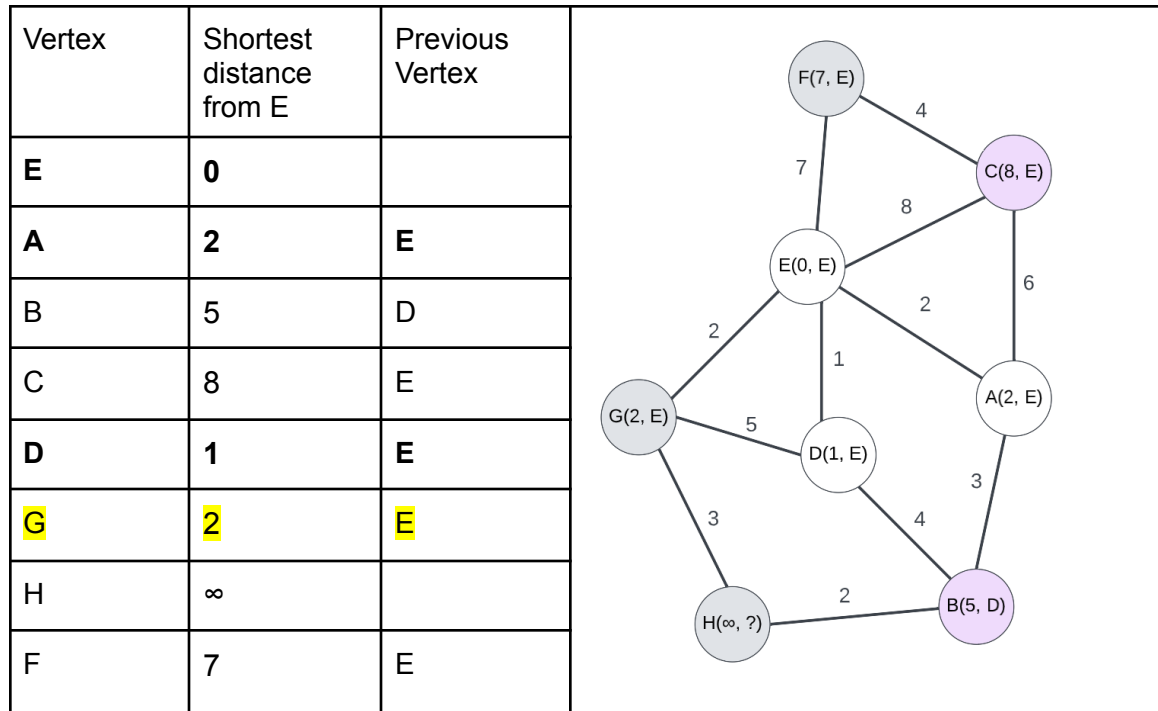 Vertex
Shortest
distance
from E
Previous
Vertex
E
0
A
2
E
B
5
D
C
8
E
D
1
E
G
2
E
H
∞
F
7
E
F(7, E)
4
C(8, E)
7
8
E(0, E)
6
2
2
1
A(2, E)
G(2, E)
5
D(1, E)
3
3
4
2
B(5, D)
H(∞, ?)